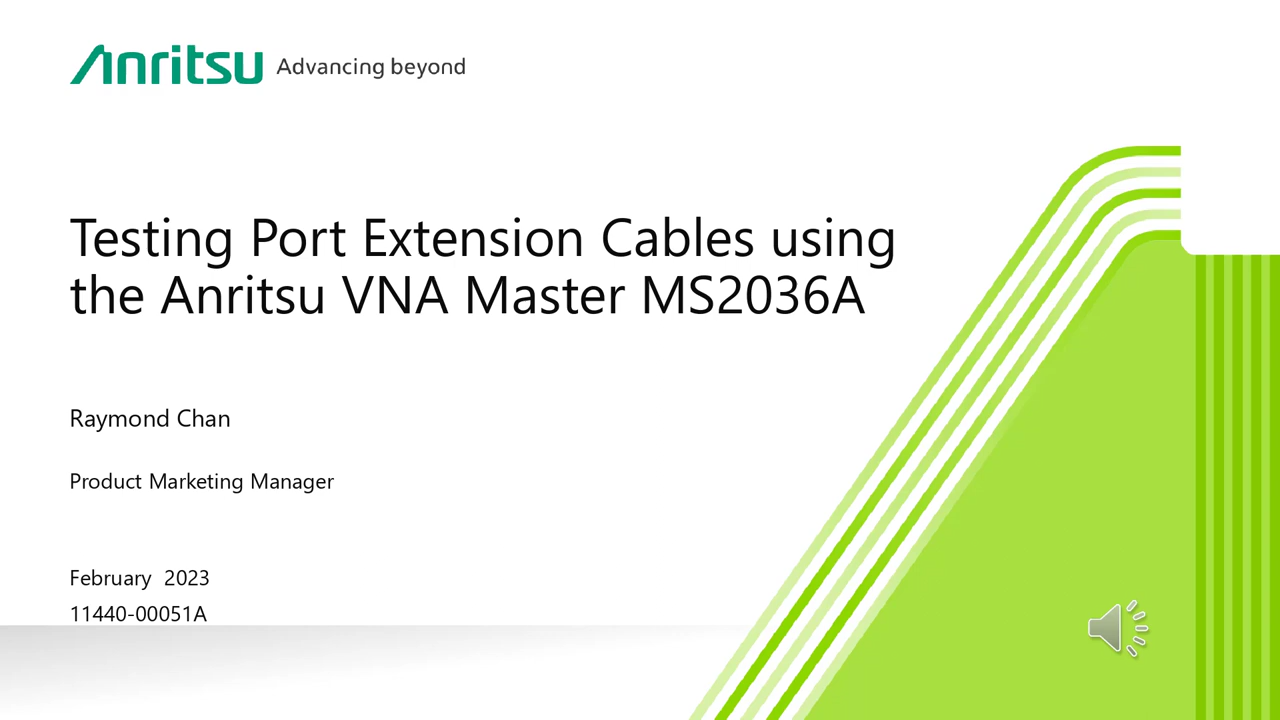 Anritsu Advancing beyond
Testing Port Extension Cables using
the Anritsu VNA Master MS2036A
Raymond Chan
Product Marketing Manager
February 2023
11440-00051A